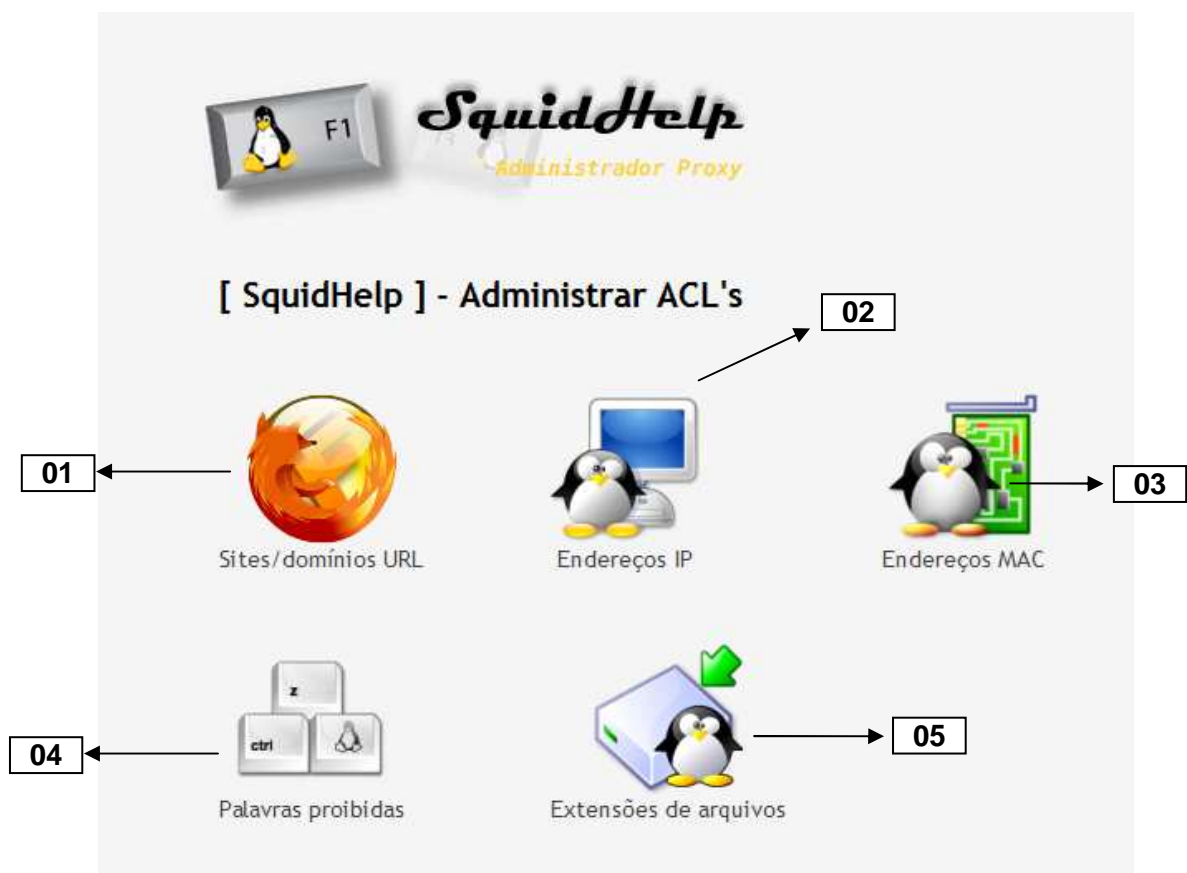 F1
SquidHelp
Administrador Proxy
[ SquidHelp ] - Administrar ACL's
02
01
03
Sites/domínios URL
Endereços IP
Endereços MAC
z
ctrl
04
05
Palavras proibidas
Extensões de arquivos